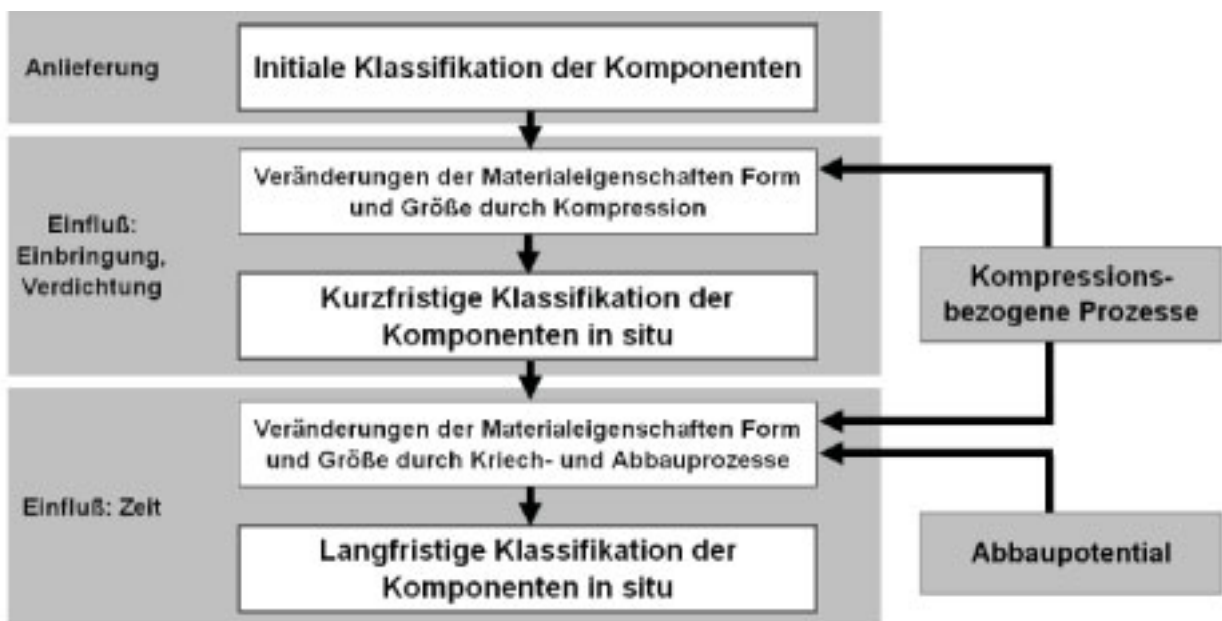 Anlieferung
Initiale Klassifikation der Komponenten
Einfluß:
Einbringung,
Verdichtung
Veränderungen der Materialeigenschaften Form
und Größe durch Kompression
Kurzfristige Klassifikation der
Komponenten in situ
Kompressions-
bezogene Prozesse
Einfluß: Zeit
Veränderungen der Materialeigenschaften Form
und Größe durch Kriech- und Abbauprozesse
Langfristige Klassifikation der
Komponenten in situ
Abbaupotential